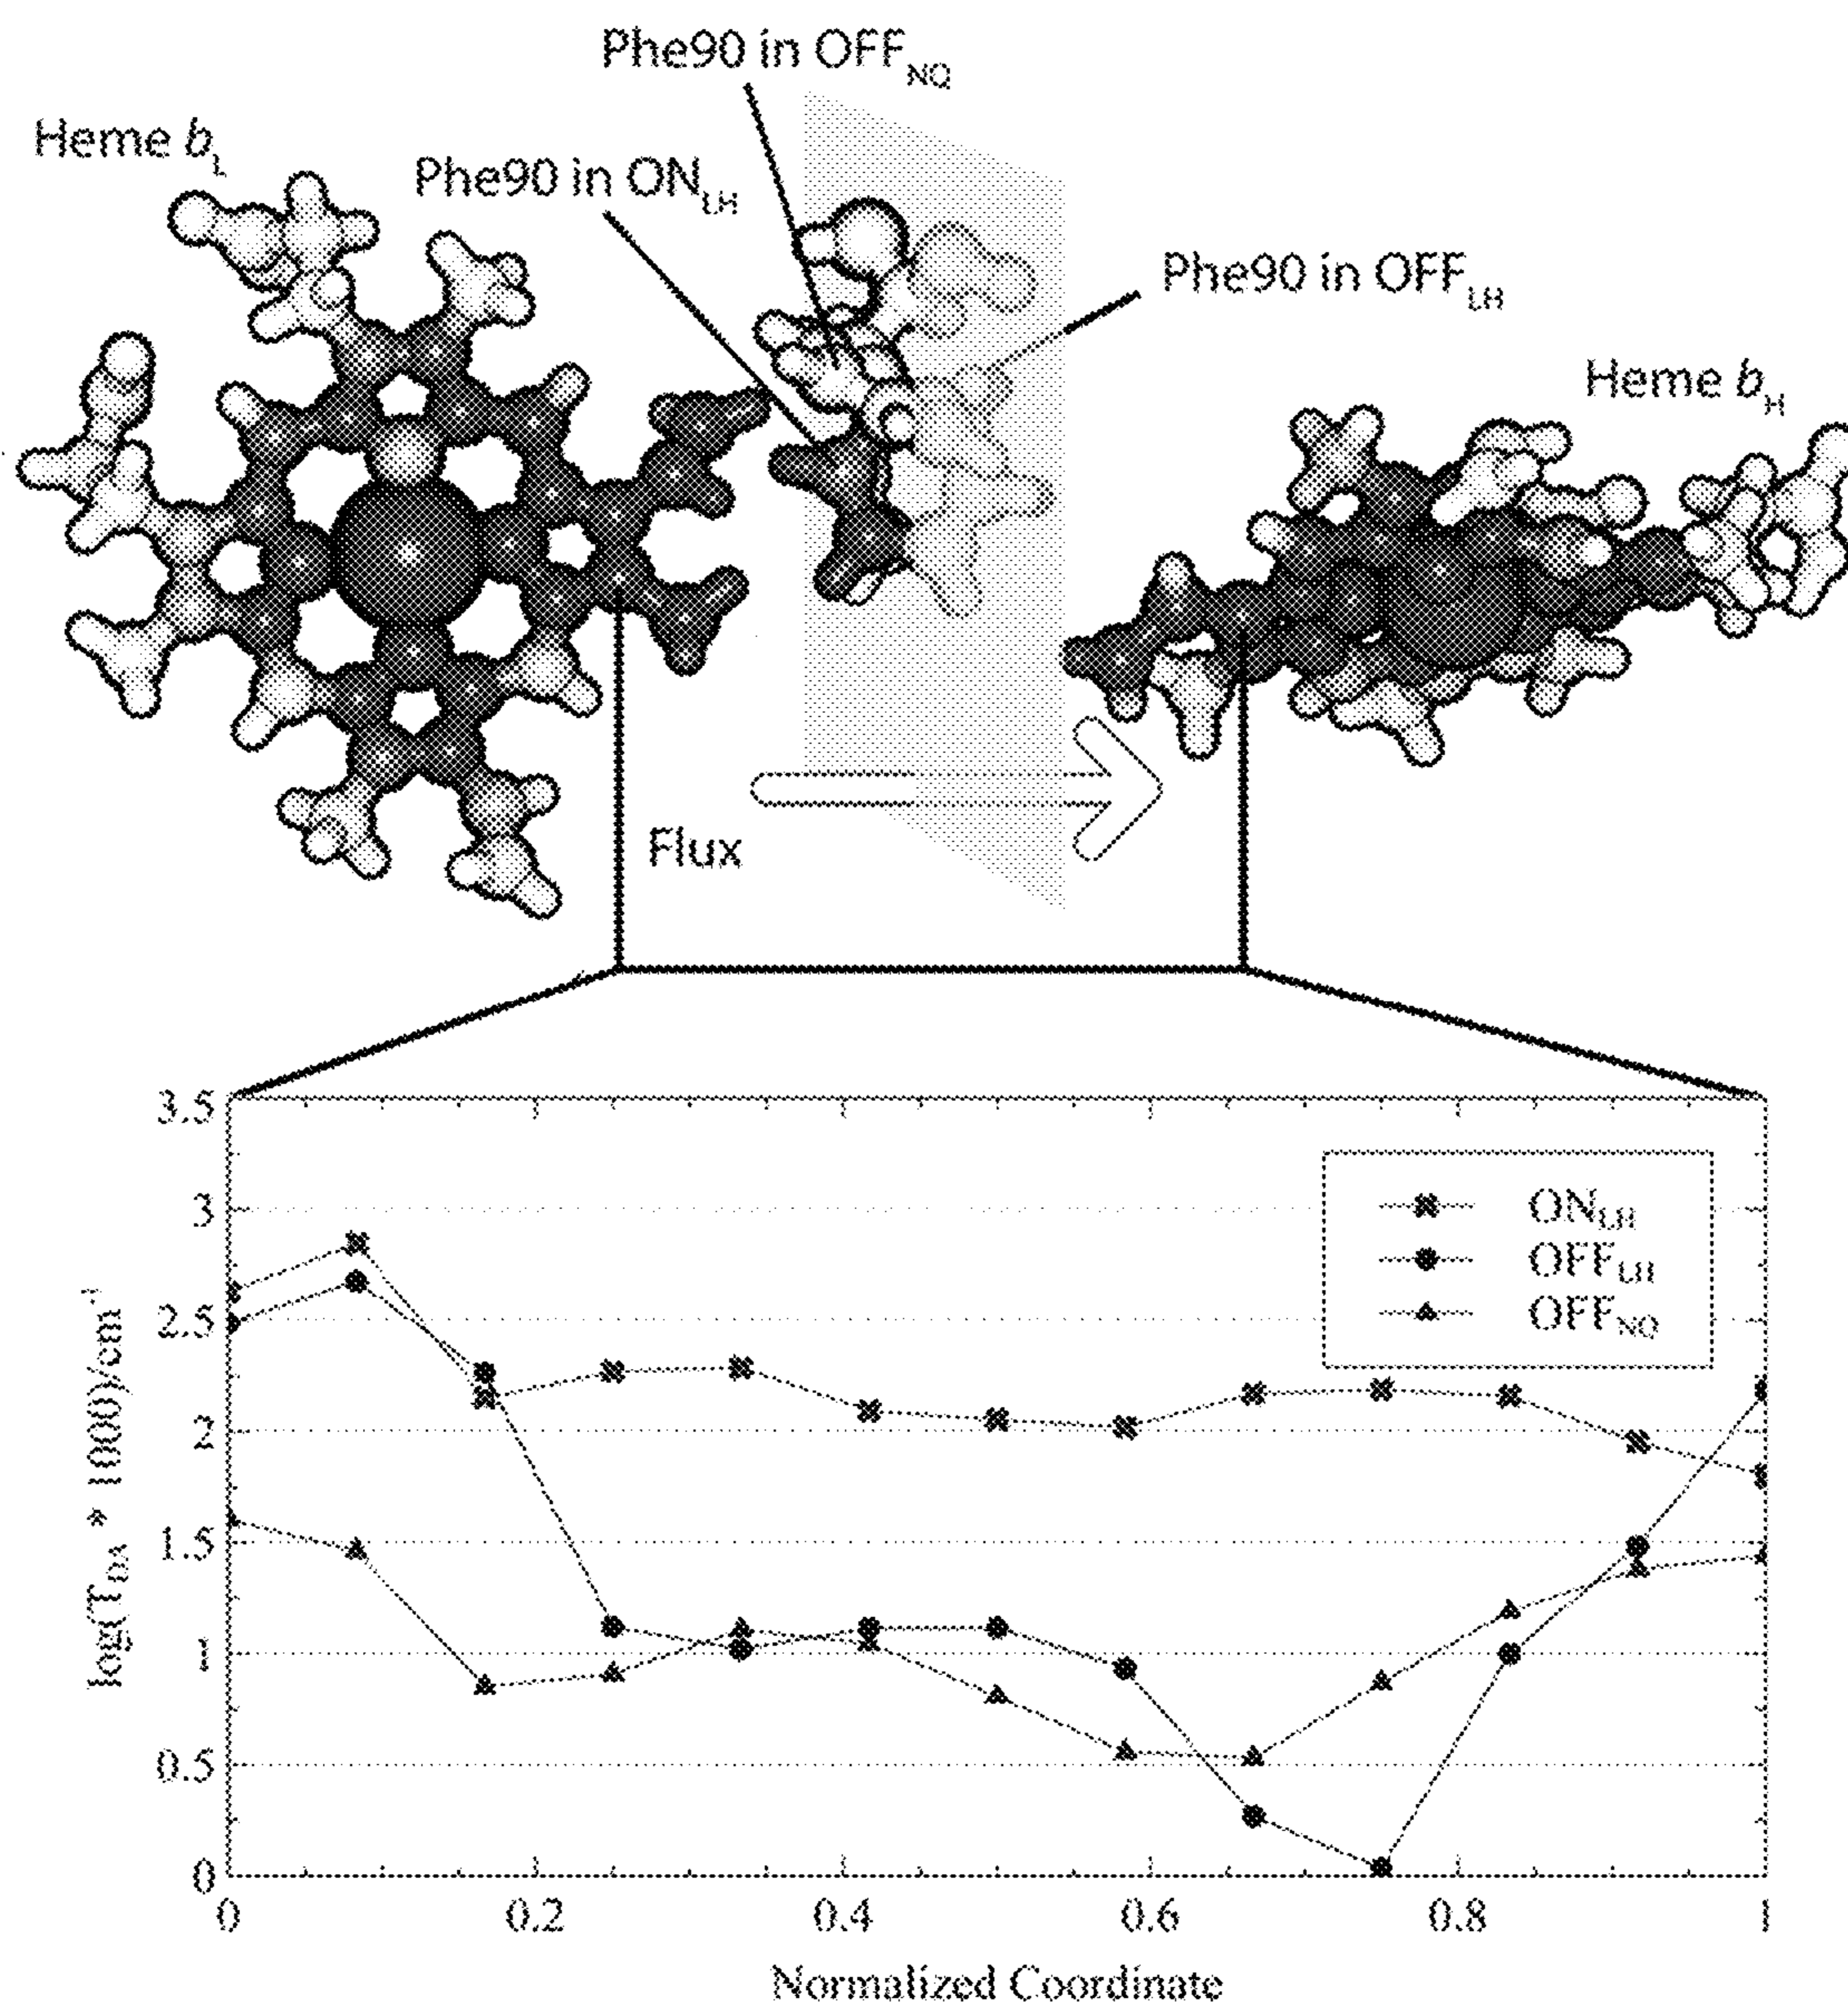 Phe90 in OFF_NQ
Heme b_L
Phe90 in ON_LH
Phe90 in OFF_LH
Heme b_H
Flux
3.5
3
2.5
2
1.5
1
0.5
0
log(T_DA * 1000)/cm^-1
ON_LH
OFF_LH
OFF_NQ
0 0.2 0.4 0.6 0.8 1
Normalized Coordinate